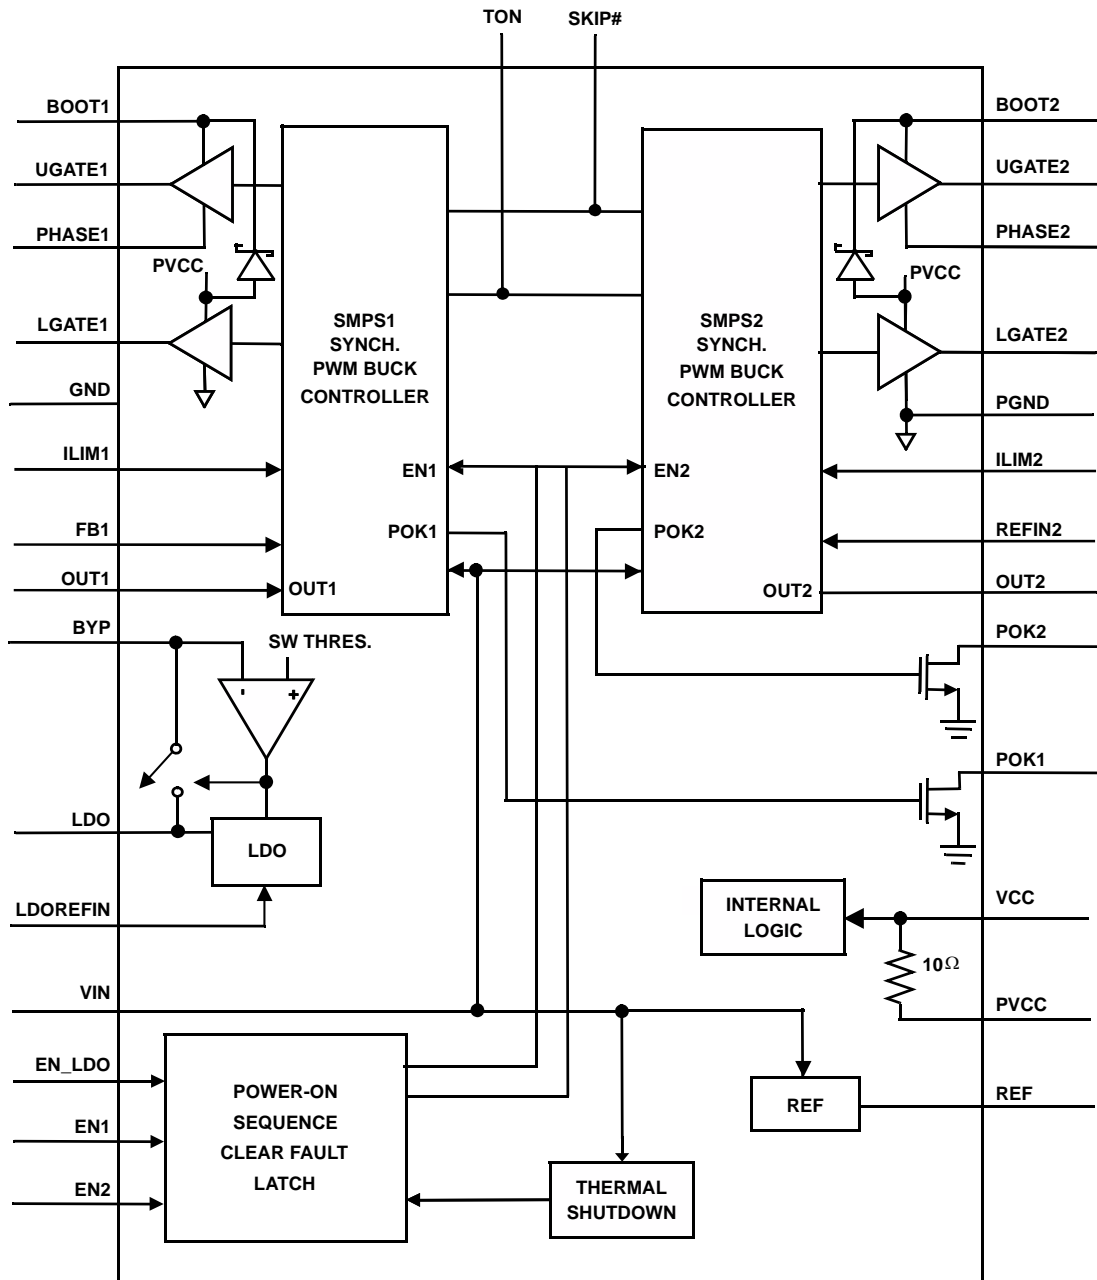 TON
SKIP#
BOOT1
UGATE1
PHASE1
PVCC
LGATE1
GND
ILIM1
FB1
OUT1
BYP
SMPS1
SYNCH.
PWM BUCK
CONTROLLER
EN1
POK1
OUT1
SMPS2
SYNCH.
PWM BUCK
CONTROLLER
EN2
POK2
OUT2
BOOT2
UGATE2
PHASE2
PVCC
LGATE2
PGND
ILIM2
REFIN2
OUT2
POK2
POK1
SW THRES.
-
+
LDO
LDO
LDOREFIN
INTERNAL
LOGIC
VCC
10Ω
PVCC
VIN
EN_LDO
EN1
EN2
POWER-ON
SEQUENCE
CLEAR FAULT
LATCH
THERMAL
SHUTDOWN
REF
REF